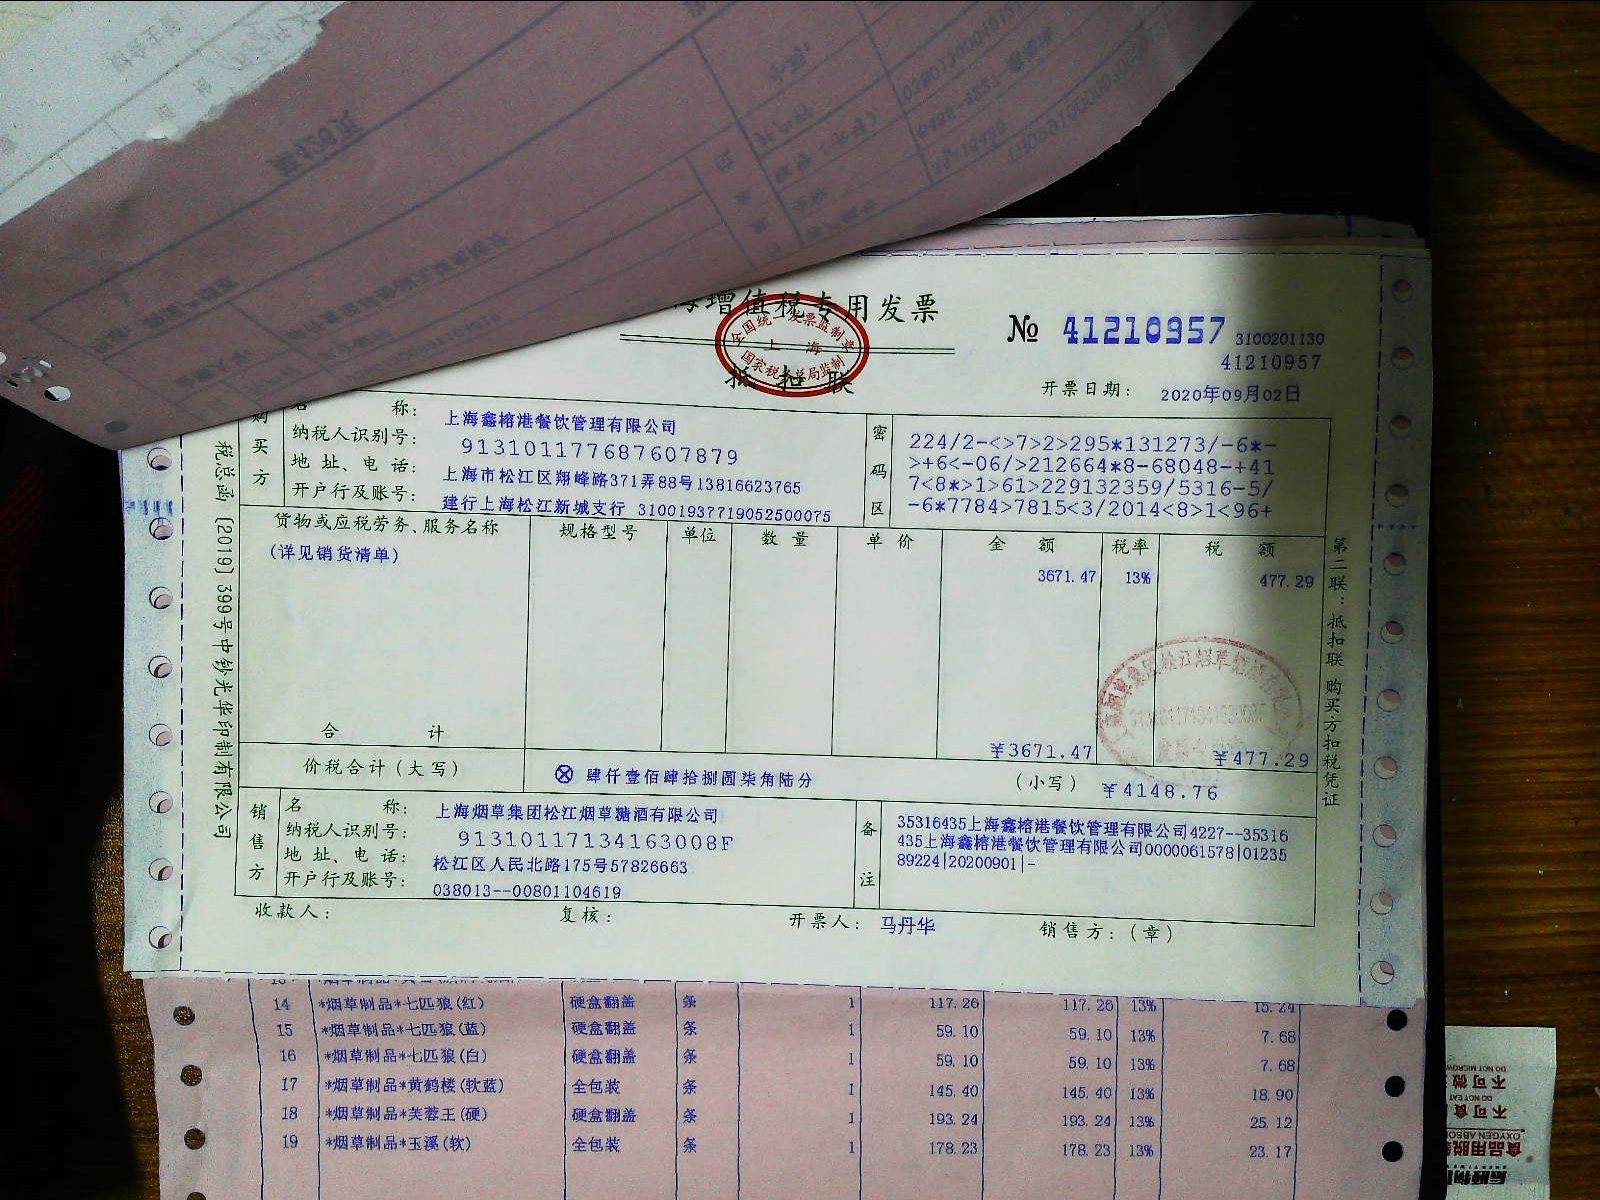 海增值税专用发票
全国统一发票监制章
上海
国家税务总局监制
抵扣联
№ 41210957 3100201130
41210957
开票日期： 2020年09月02日
购买方
名称： 上海鑫榕港餐饮管理有限公司
纳税人识别号： 913101177687607879
地址、电话： 上海市松江区翔峰路371弄88号13816623765
开户行及账号： 建行上海松江新城支行 31001937719052500075
密码区
224/2-<>7>2>295*131273/-6*-
>+6<-06/>212664*8-68048-+41
7<8*>1>61>229132359/5316-5/
-6*7784>7815<3/2014<8>1<96+
货物或应税劳务、服务名称 规格型号 单位 数量 单价 金额 税率 税额
(详见销货清单) 3671.47 13% 477.29
合计 ￥3671.47 ￥477.29
价税合计(大写) ⊗ 肆仟壹佰肆拾捌圆柒角陆分 (小写) ￥4148.76
销售方
名称： 上海烟草集团松江烟草糖酒有限公司
纳税人识别号： 91310117134163008F
地址、电话： 松江区人民北路175号57826663
开户行及账号： 038013--00801104619
备注
35316435上海鑫榕港餐饮管理有限公司4227--35316
435上海鑫榕港餐饮管理有限公司0000061578|01235
89224|20200901|-
收款人： 复核： 开票人： 马丹华 销售方：(章)
税总函 [2019] 399号中钞光华印制有限公司
第二联：抵扣联 购买方扣税凭证
14 *烟草制品*七匹狼(红) 硬盒翻盖 条 1 117.26 117.26 13% 15.24
15 *烟草制品*七匹狼(蓝) 硬盒翻盖 条 1 59.10 59.10 13% 7.68
16 *烟草制品*七匹狼(白) 硬盒翻盖 条 1 59.10 59.10 13% 7.68
17 *烟草制品*黄鹤楼(软蓝) 全包装 条 1 145.40 145.40 13% 18.90
18 *烟草制品*芙蓉王(硬) 硬盒翻盖 条 1 193.24 193.24 13% 25.12
19 *烟草制品*玉溪(软) 全包装 条 1 178.23 178.23 13% 23.17
DO NOT EAT
不可食
不可微